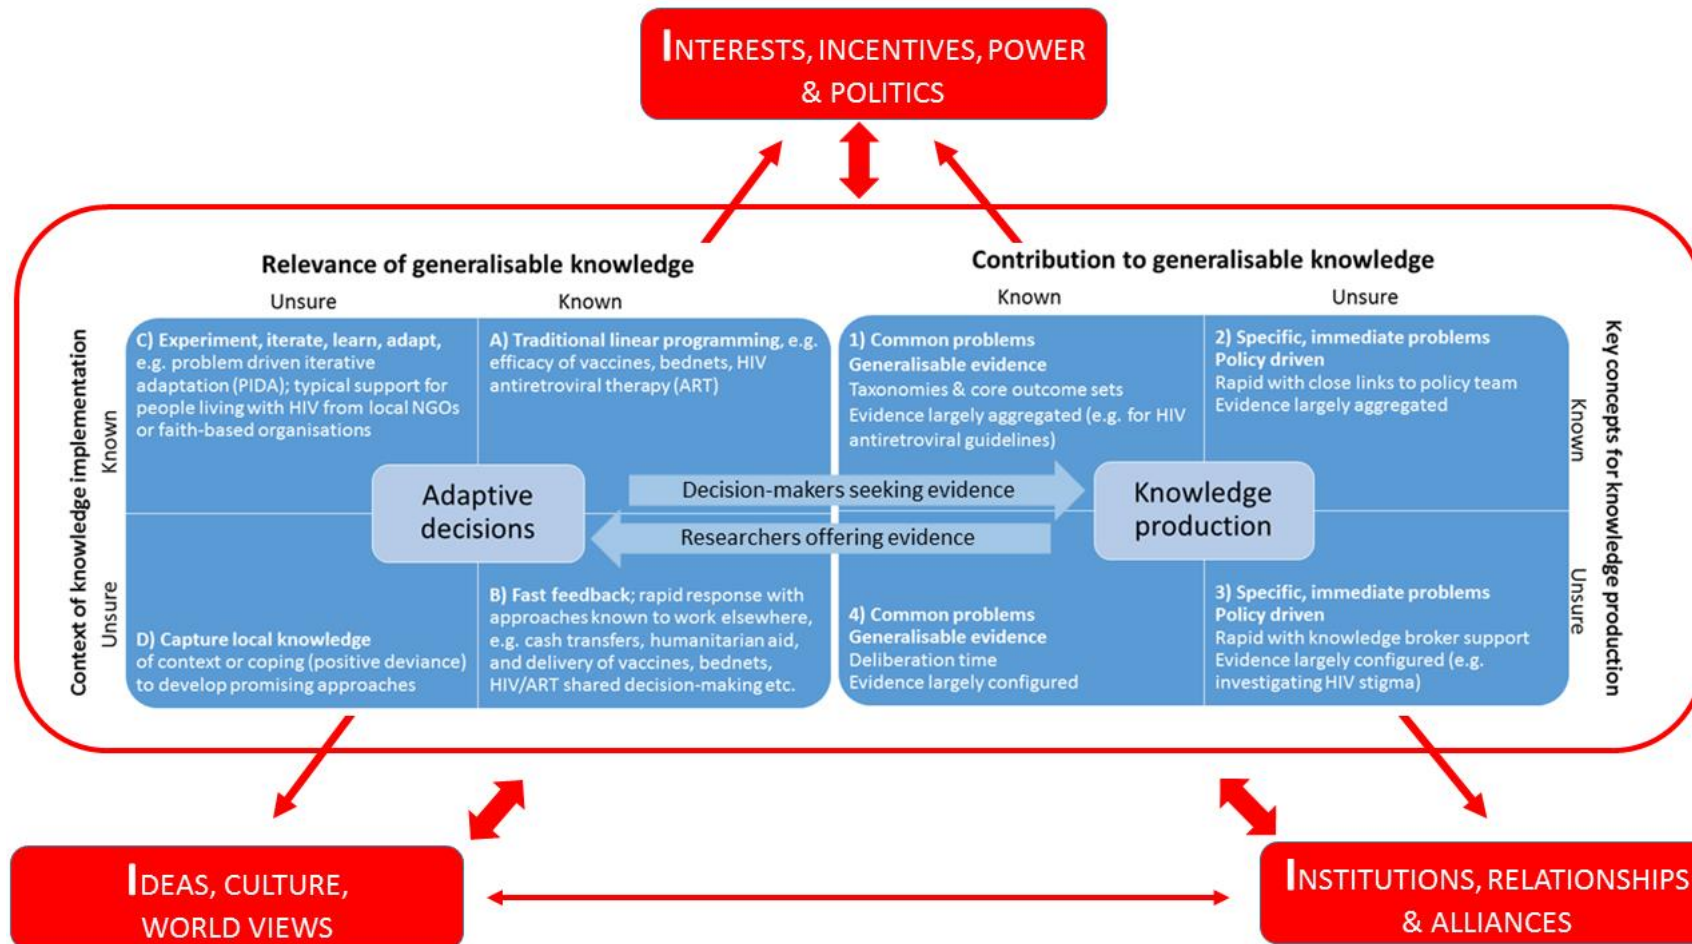 INTERESTS, INCENTIVES, POWER
& POLITICS
Relevance of generalisable knowledge
Unsure
Known
Contribution to generalisable knowledge
Known
Unsure
Context of knowledge implementation
Known
Unsure
C) Experiment, iterate, learn, adapt,
e.g. problem driven iterative
adaptation (PIDA); typical support for
people living with HIV from local NGOs
or faith-based organisations
A) Traditional linear programming, e.g.
efficacy of vaccines, bednets, HIV
antiretroviral therapy (ART)
1) Common problems
Generalisable evidence
Taxonomies & core outcome sets
Evidence largely aggregated (e.g. for HIV
antiretroviral guidelines)
2) Specific, immediate problems
Policy driven
Rapid with close links to policy team
Evidence largely aggregated
Key concepts for knowledge production
Known
Unsure
Adaptive
decisions
Decision-makers seeking evidence
Researchers offering evidence
Knowledge
production
D) Capture local knowledge
of context or coping (positive deviance)
to develop promising approaches
B) Fast feedback; rapid response with
approaches known to work elsewhere,
e.g. cash transfers, humanitarian aid,
and delivery of vaccines, bednets,
HIV/ART shared decision-making etc.
4) Common problems
Generalisable evidence
Deliberation time
Evidence largely configured
3) Specific, immediate problems
Policy driven
Rapid with knowledge broker support
Evidence largely configured (e.g.
investigating HIV stigma)
IDEAS, CULTURE,
WORLD VIEWS
INSTITUTIONS, RELATIONSHIPS
& ALLIANCES